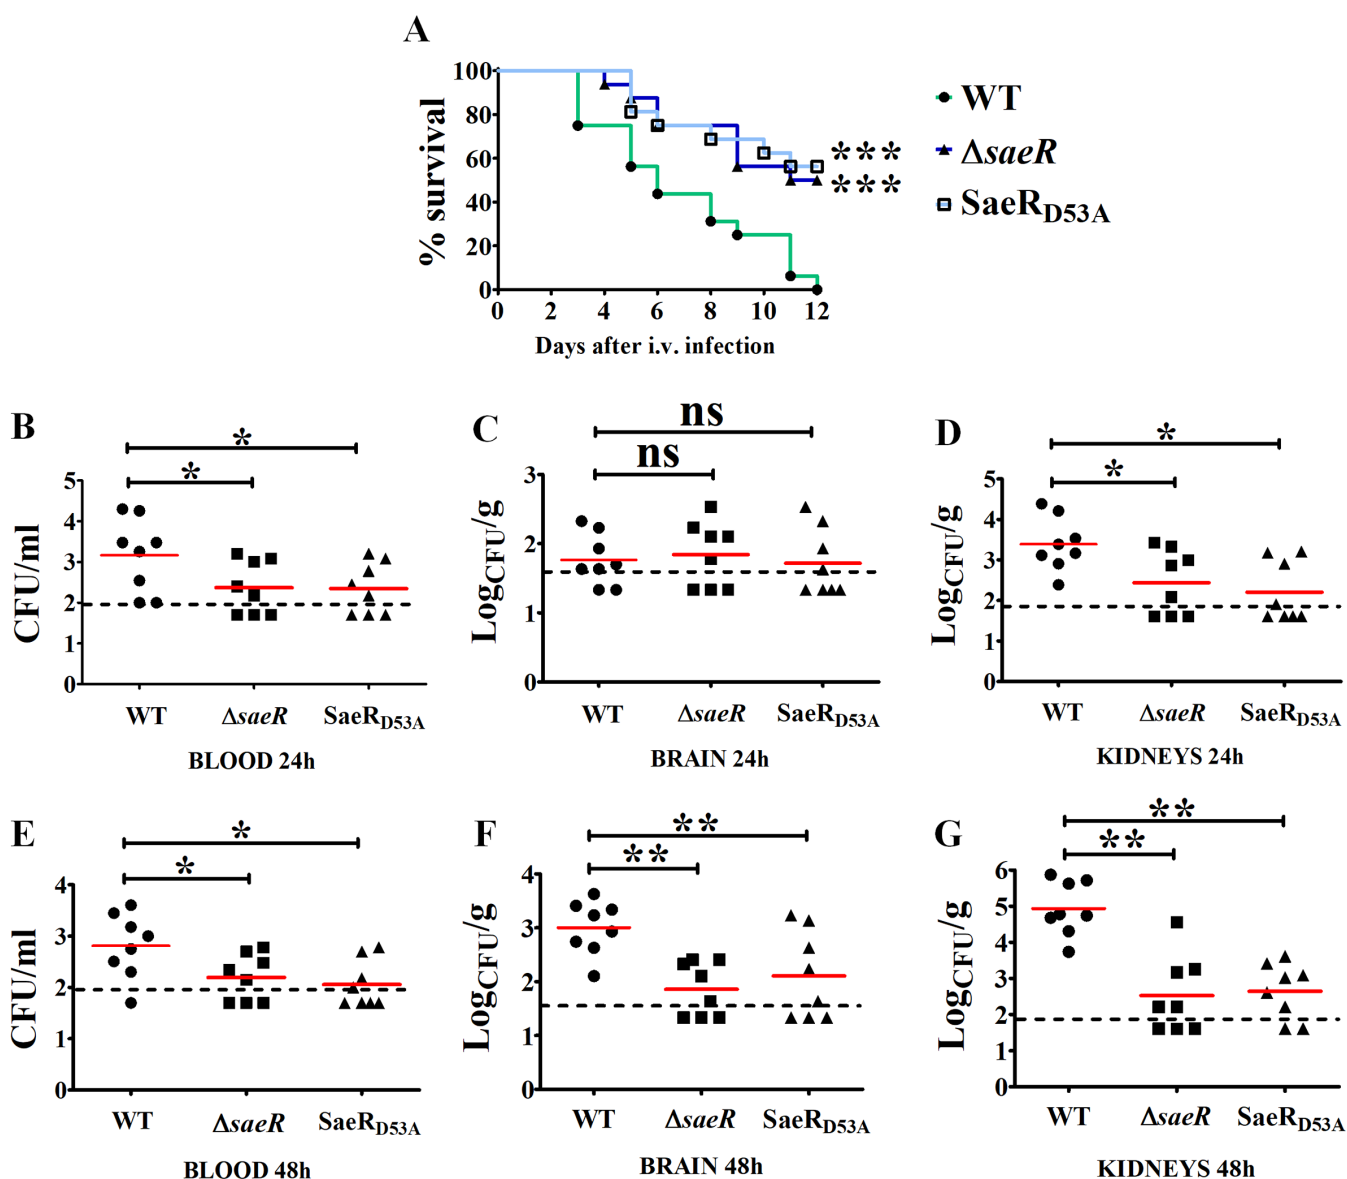 A
% survival
100
80
60
40
20
0
0 2 4 6 8 10 12
Days after i.v. infection
***
***
WT
ΔsaeR
SaeRD53A
B
*
*
CFU/ml
5
4
3
2
1
0
WT ΔsaeR SaeRD53A
BLOOD 24h
C
ns
ns
LogCFU/g
3
2
1
0
WT ΔsaeR SaeRD53A
BRAIN 24h
D
*
*
LogCFU/g
5
4
3
2
1
0
WT ΔsaeR SaeRD53A
KIDNEYS 24h
E
*
*
CFU/ml
4
3
2
1
0
WT ΔsaeR SaeRD53A
BLOOD 48h
F
**
**
LogCFU/g
4
3
2
1
0
WT ΔsaeR SaeRD53A
BRAIN 48h
G
**
**
LogCFU/g
6
5
4
3
2
1
0
WT ΔsaeR SaeRD53A
KIDNEYS 48h